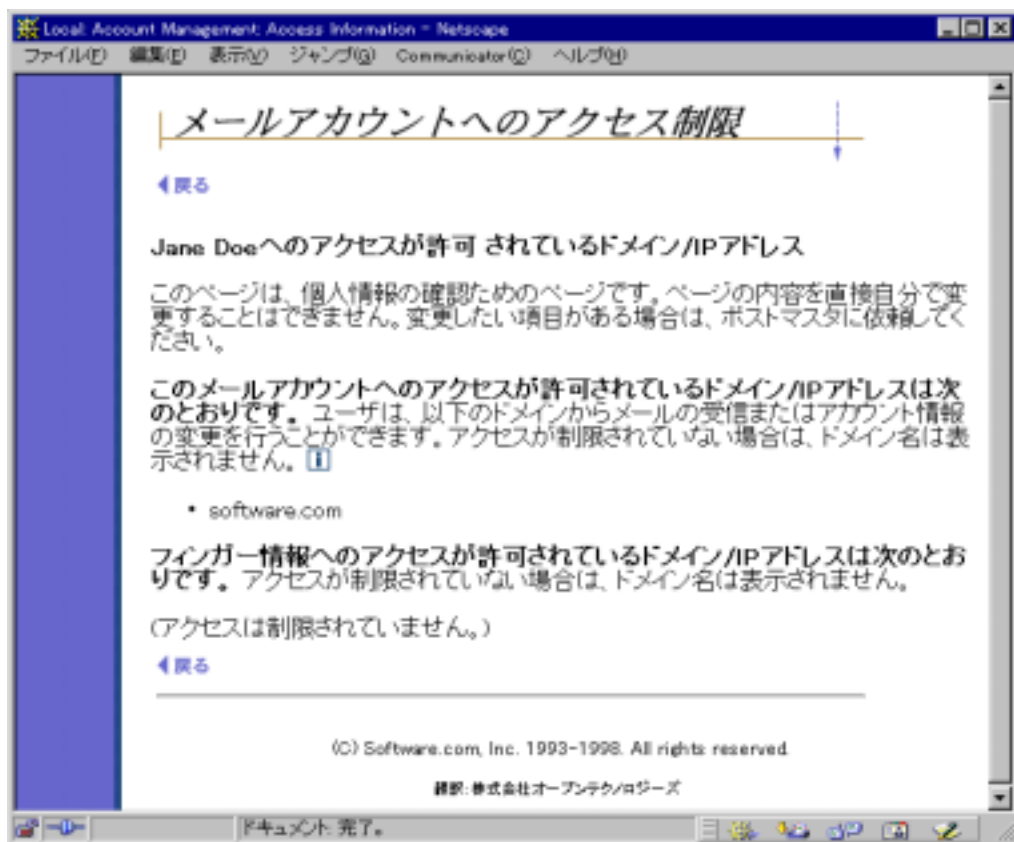 Local: Account Management: Access Information - Netscape
ファイル(F) 編集(E) 表示(V) ジャンプ(G) Communicator(C) ヘルプ(H)
メールアカウントへのアクセス制限
戻る
Jane Doeへのアクセスが許可 されているドメイン/IPアドレス
このページは、個人情報の確認ためのページです。ページの内容を直接自分で変
更することはできません。変更したい項目がある場合は、ポストマスタに依頼してく
ださい。
このメールアカウントへのアクセスが許可されているドメイン/IPアドレスは次
のとおりです。ユーザは、以下のドメインからメールの受信またはアカウント情報
の変更を行うことができます。アクセスが制限されていない場合は、ドメイン名は表
示されません。
• software.com
フィンガー情報へのアクセスが許可されているドメイン/IPアドレスは次のとお
りです。アクセスが制限されていない場合は、ドメイン名は表示されません。
(アクセスは制限されていません。)
戻る
(C) Software.com, Inc. 1993-1998. All rights reserved.
翻訳: 株式会社オープンテクノロジーズ
ドキュメント: 完了。